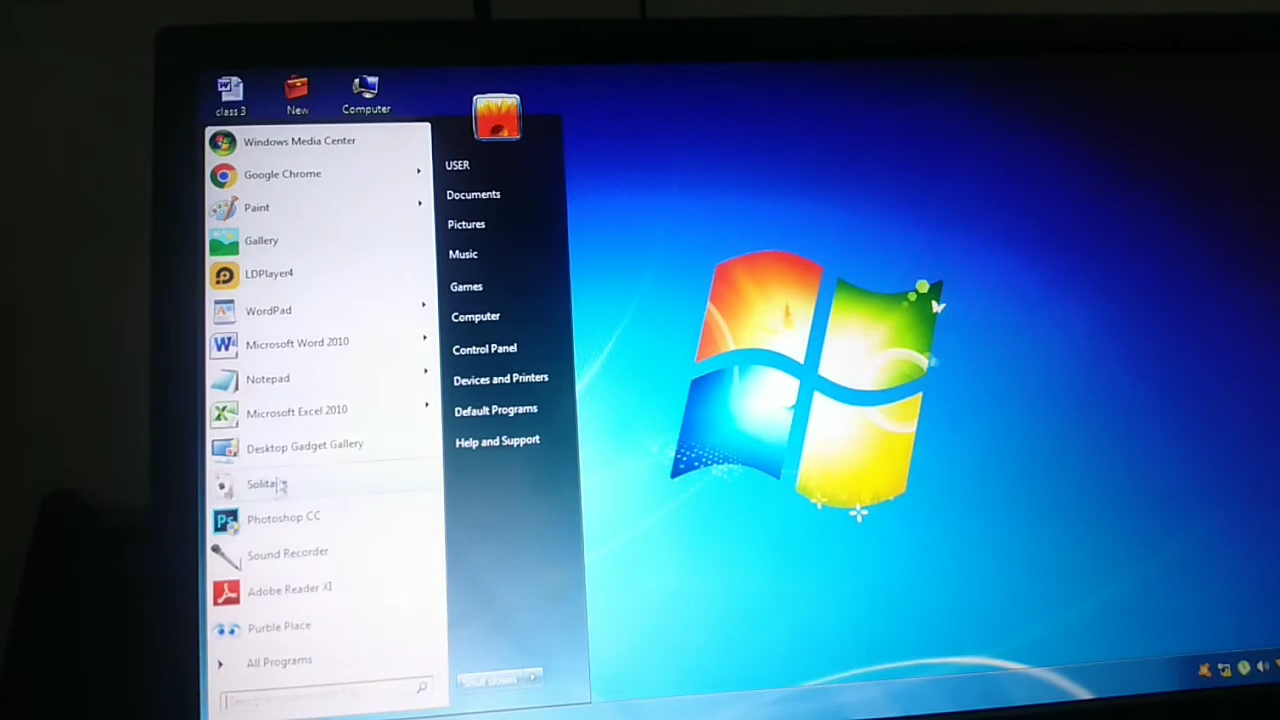 class 3
New
Computer
Windows Media Center
Google Chrome
Paint
Gallery
LDPlayer4
WordPad
Microsoft Word 2010
Notepad
Microsoft Excel 2010
Desktop Gadget Gallery
Photoshop CC
Sound Recorder
Adobe Reader XI
Purble Place
All Programs
USER
Documents
Pictures
Music
Games
Computer
Control Panel
Devices and Printers
Default Programs
Help and Support
Shut down